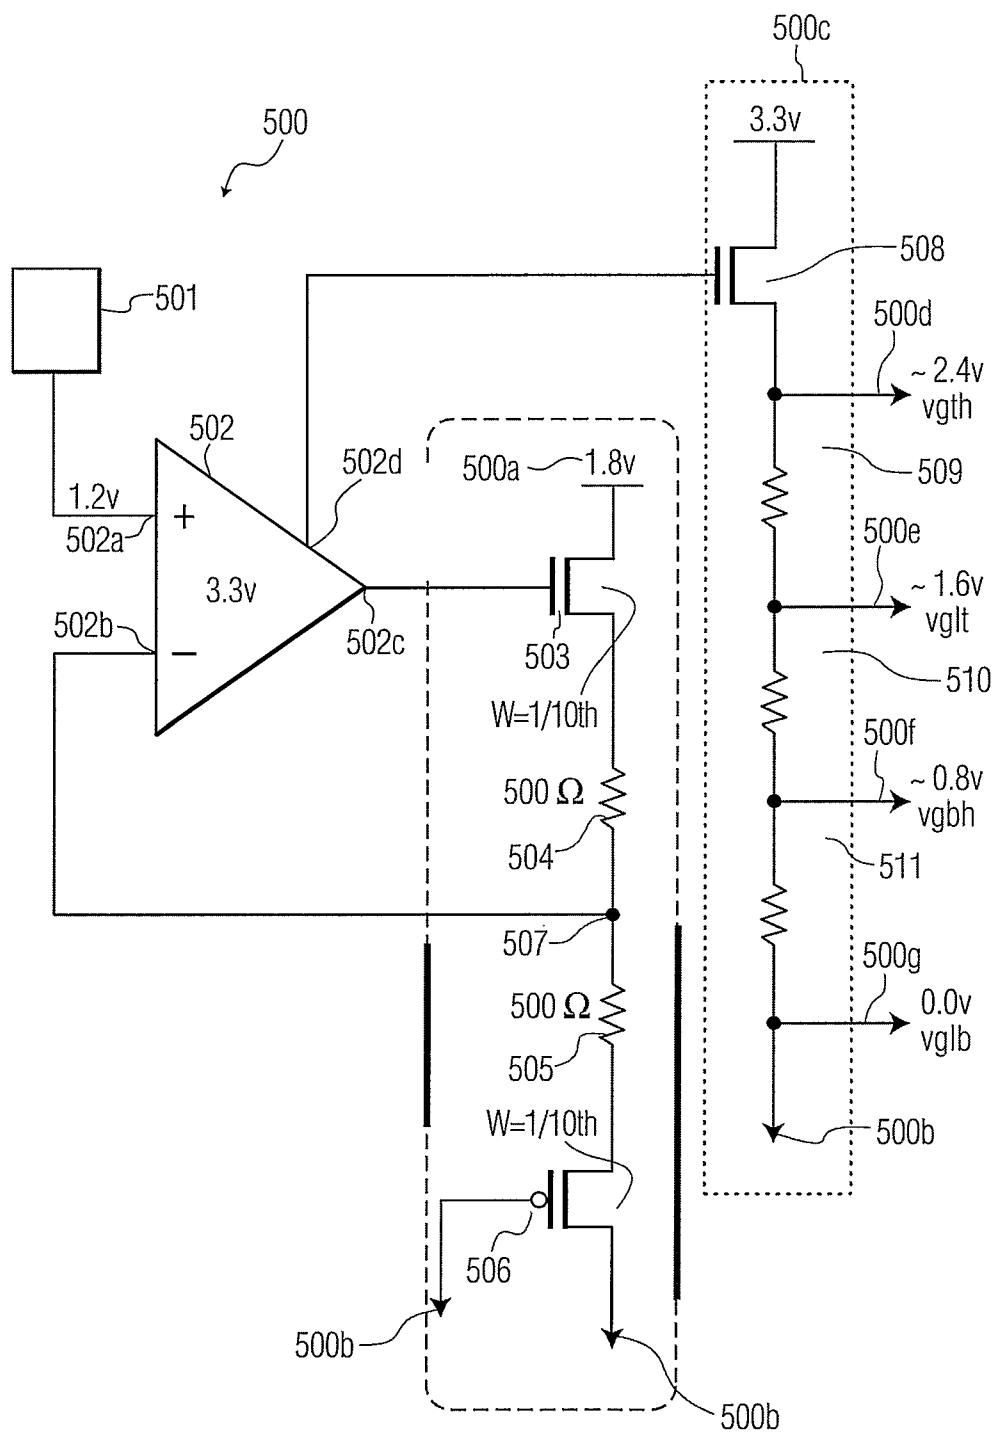 500c
500
3.3v
508
501
500d
~ 2.4v
vgth
502
502d
500a
1.8v
509
1.2v
502a
+
500e
~ 1.6v
vglt
3.3v
502b
502c
503
−
510
W=1/10th
500f
~ 0.8v
vgbh
500 Ω
504
511
507
500g
0.0v
vglb
500 Ω
505
W=1/10th
500b
506
500b
500b